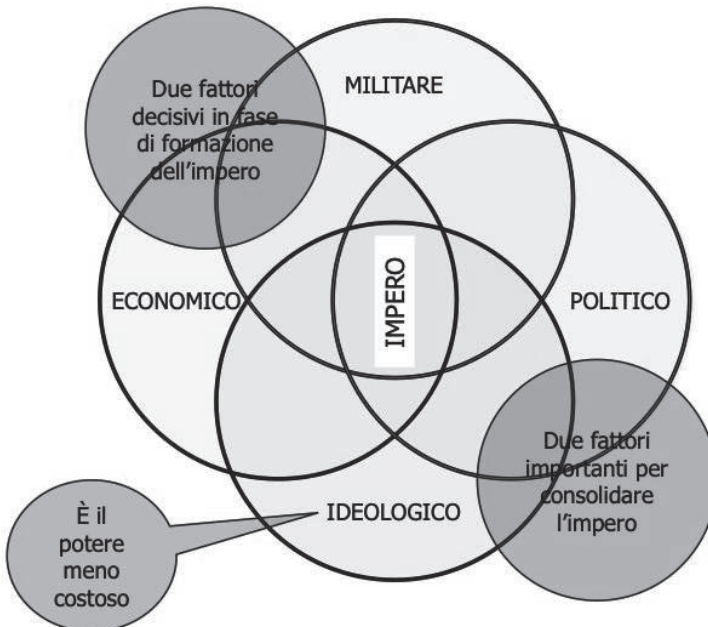 Due fattori
decisivi in fase
di formazione
dell’impero
MILITARE
ECONOMICO
IMPERO
POLITICO
Due fattori
importanti per
consolidare
l’impero
IDEOLOGICO
È il
potere
meno
costoso